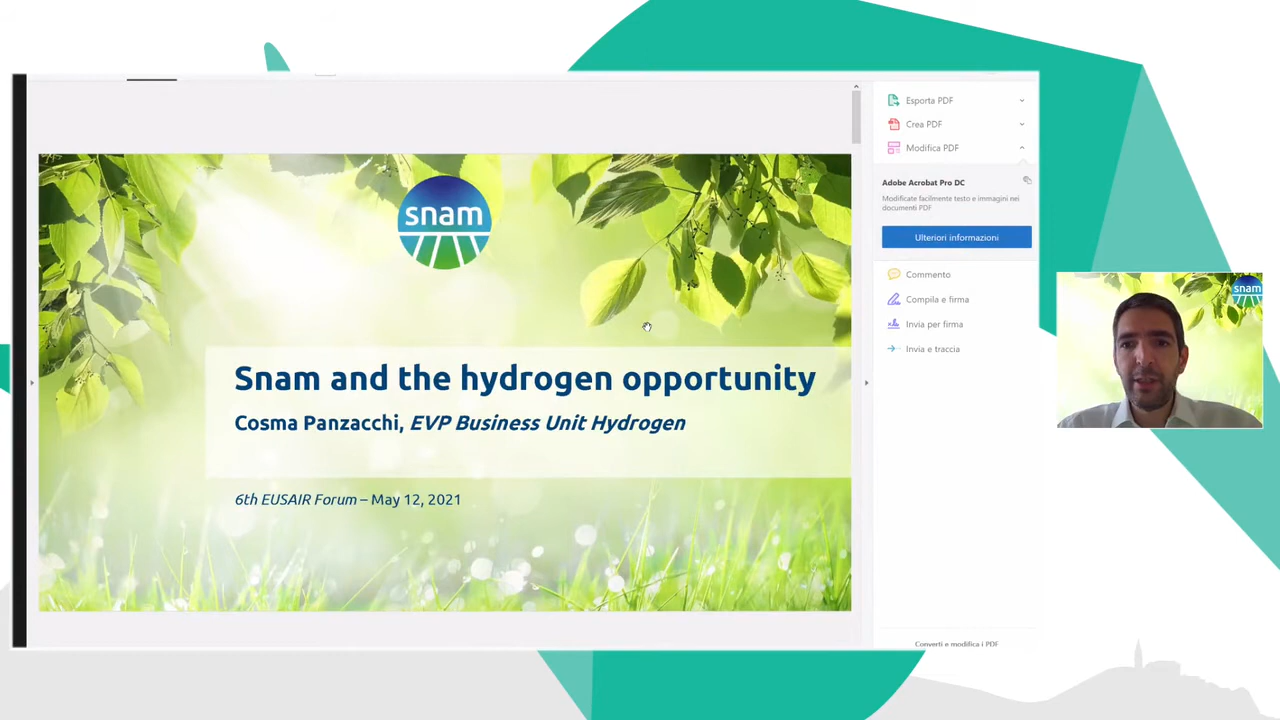 snam
Snam and the hydrogen opportunity
Cosma Panzacchi, EVP Business Unit Hydrogen
6th EUSAIR Forum – May 12, 2021
Esporta PDF
Crea PDF
Modifica PDF
Adobe Acrobat Pro DC
Modificate facilmente testo e immagini nei
documenti PDF
Ulteriori informazioni
Commento
Compila e firma
Invia per firma
Invia e traccia
Converti e modifica i PDF
snam